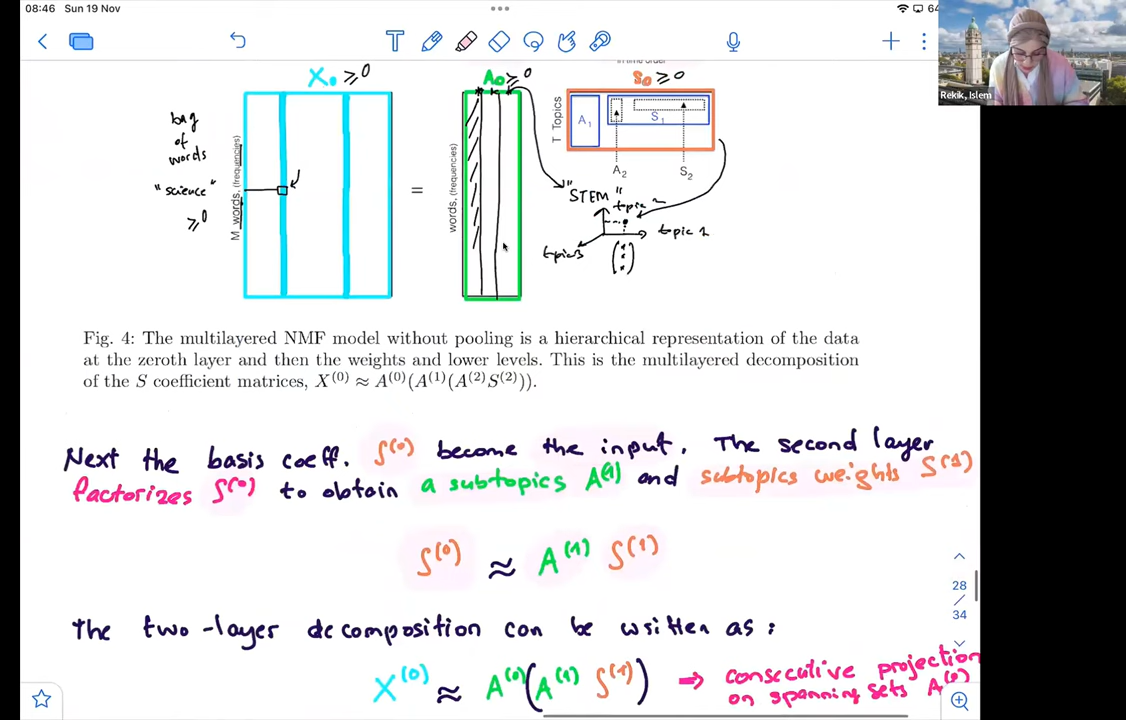 08:46 Sun 19 Nov
64
Rekik, Islem
X₀ ≥ 0
A₀ ≥ 0
S₀ ≥ 0
bag
of
words
"science"
≥ 0
M words, (frequencies)
=
words, (frequencies)
T Topics
A₁
S₁
A₂
S₂
"STEM"
topic 2
topic 1
topic 3
Fig. 4: The multilayered NMF model without pooling is a hierarchical representation of the data
at the zeroth layer and then the weights and lower levels. This is the multilayered decomposition
of the S coefficient matrices, X⁽⁰⁾ ≈ A⁽⁰⁾(A⁽¹⁾(A⁽²⁾S⁽²⁾)).
Next the basis coeff. S⁽⁰⁾ become the input. The second layer
factorizes S⁽⁰⁾ to obtain a subtopics A⁽¹⁾ and subtopics weights S⁽¹⁾
S⁽⁰⁾ ≈ A⁽¹⁾ S⁽¹⁾
28
34
The two-layer decomposition can be written as :
X⁽⁰⁾ ≈ A⁽⁰⁾(A⁽¹⁾ S⁽¹⁾) ⇒ consecutive projection
on spanning sets A⁽⁰⁾